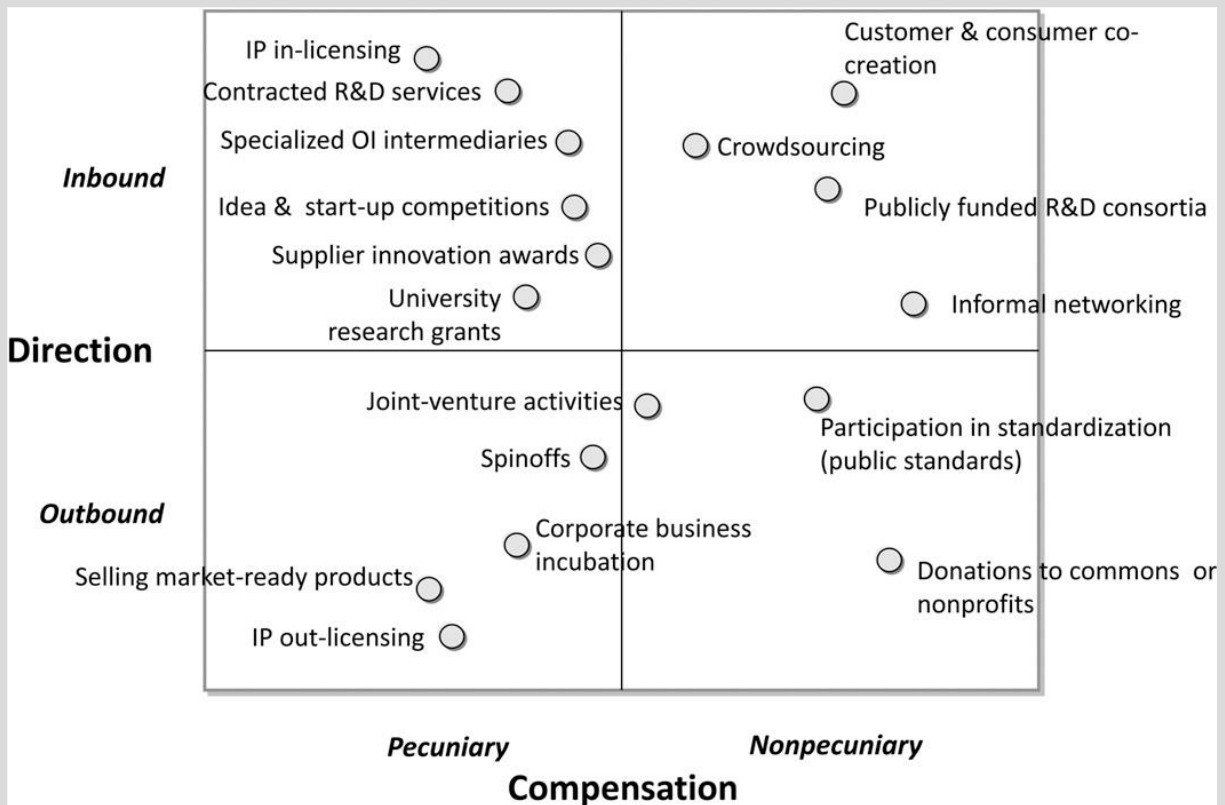 Customer & consumer co-
creation
IP in-licensing
Contracted R&D services
Specialized OI intermediaries
Crowdsourcing
Inbound
Idea & start-up competitions
Publicly funded R&D consortia
Supplier innovation awards
University
research grants
Informal networking
Direction
Joint-venture activities
Participation in standardization
(public standards)
Spinoffs
Outbound
Corporate business
incubation
Selling market-ready products
Donations to commons or
nonprofits
IP out-licensing
Pecuniary
Nonpecuniary
Compensation